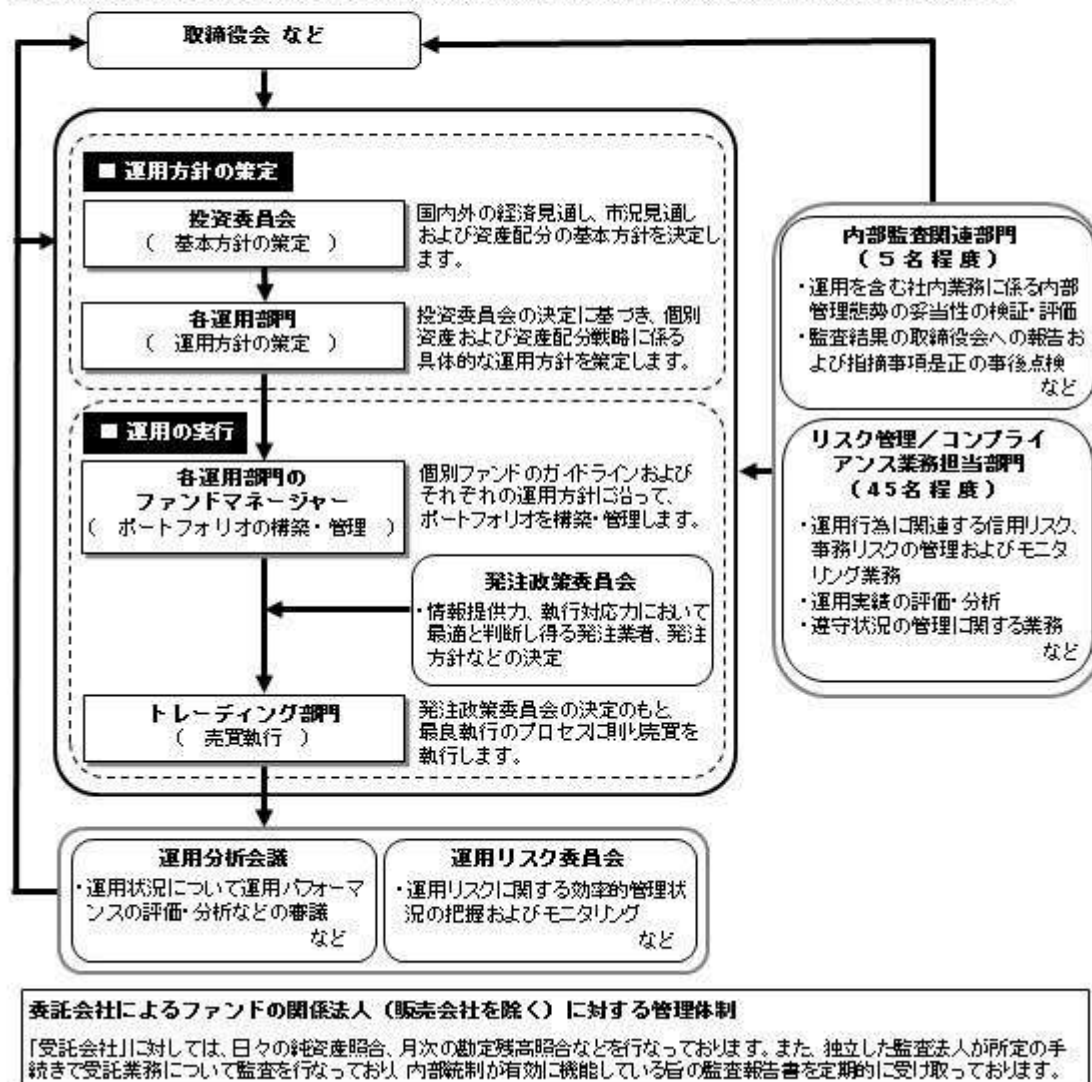 取締役会 など
■ 運用方針の策定
投資委員会
( 基本方針の策定 )
国内外の経済見通し、市況見通し
および資産配分の基本方針を決定し
ます。
各運用部門
( 運用方針の策定 )
投資委員会の決定に基づき、個別
資産および資産配分戦略に係る
具体的な運用方針を策定します。
■ 運用の実行
各運用部門の
ファンドマネージャー
( ポートフォリオの構築・管理 )
個別ファンドのガイドラインおよび
それぞれの運用方針に沿って、
ポートフォリオを構築・管理します。
発注政策委員会
・情報提供力、執行対応力において
最適と判断し得る発注業者、発注
方針などの決定
トレーディング部門
( 売買執行 )
発注政策委員会の決定のもと、
最良執行のプロセスに則り売買を
執行します。
内部監査関連部門
(5名程度)
・運用を含む社内業務に係る内部
管理態勢の妥当性の検証・評価
・監査結果の取締役会への報告お
よび指摘事項是正の事後点検
など
リスク管理/コンプライ
アンス業務担当部門
(45名程度)
・運用行為に関連する信用リスク、
事務リスクの管理およびモニタ
リング業務
・運用実績の評価・分析
・遵守状況の管理に関する業務
など
運用分析会議
・運用状況について運用パフォーマ
ンスの評価・分析などの審議
など
運用リスク委員会
・運用リスクに関する効率的管理状
況の把握およびモニタリング
など
委託会社によるファンドの関係法人（販売会社を除く）に対する管理体制
「受託会社」に対しては、日々の純資産照合、月次の勘定残高照合などを行なっております。また、独立した監査法人が所定の手
続きで受託業務について監査を行なっており、内部統制が有効に機能している旨の監査報告書を定期的に受け取っております。